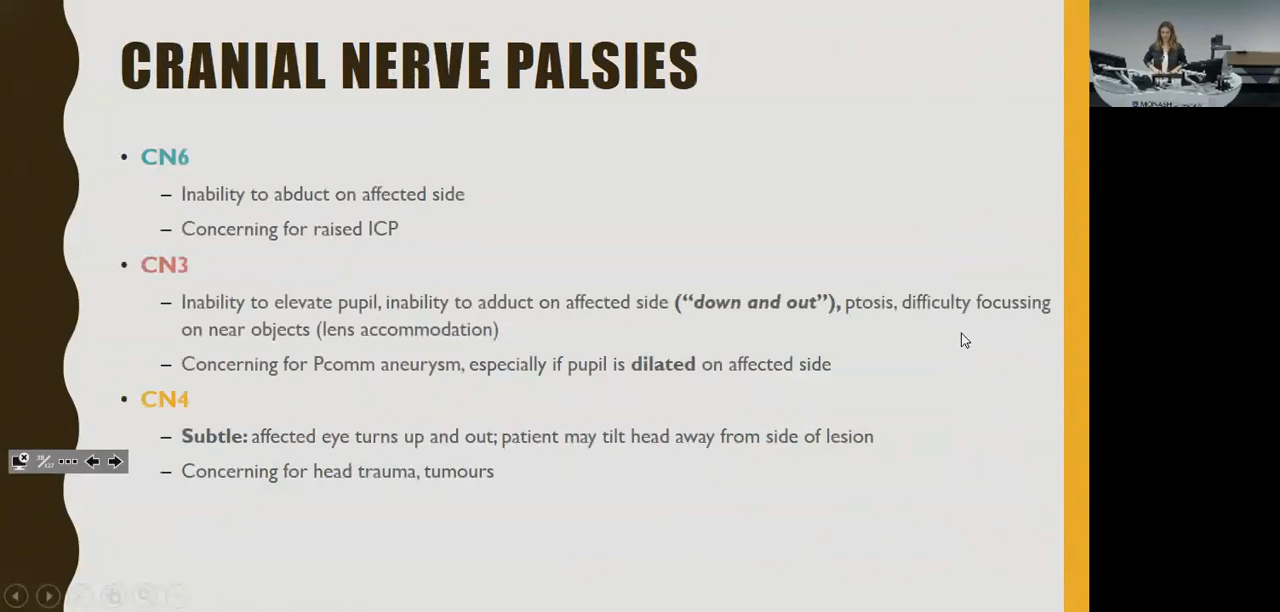 CRANIAL NERVE PALSIES
• CN6
– Inability to abduct on affected side
– Concerning for raised ICP
• CN3
– Inability to elevate pupil, inability to adduct on affected side (“down and out”), ptosis, difficulty focussing
on near objects (lens accommodation)
– Concerning for Pcomm aneurysm, especially if pupil is dilated on affected side
• CN4
– Subtle: affected eye turns up and out; patient may tilt head away from side of lesion
– Concerning for head trauma, tumours
MONASH